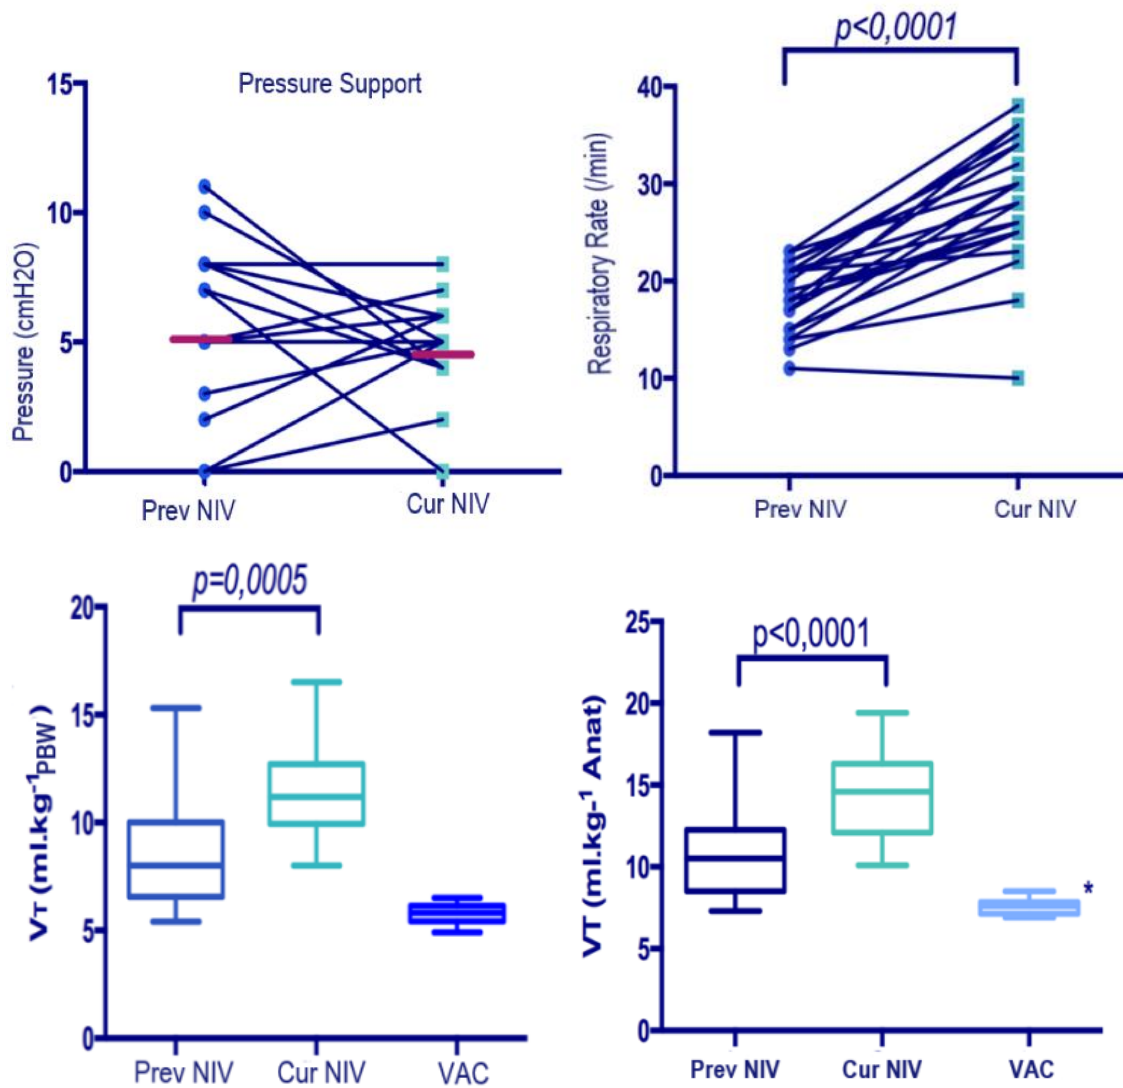 Pressure Support
Pressure (cmH2O)
15
10
5
0
Prev NIV
Cur NIV
p<0,0001
Respiratory Rate (/min)
40
30
20
10
0
Prev NIV
Cur NIV
p=0,0005
VT (ml.kg-1PBW)
20
15
10
5
0
Prev NIV
Cur NIV
VAC
p<0,0001
VT (ml.kg-1 Anat)
25
20
15
10
5
0
*
Prev NIV
Cur NIV
VAC